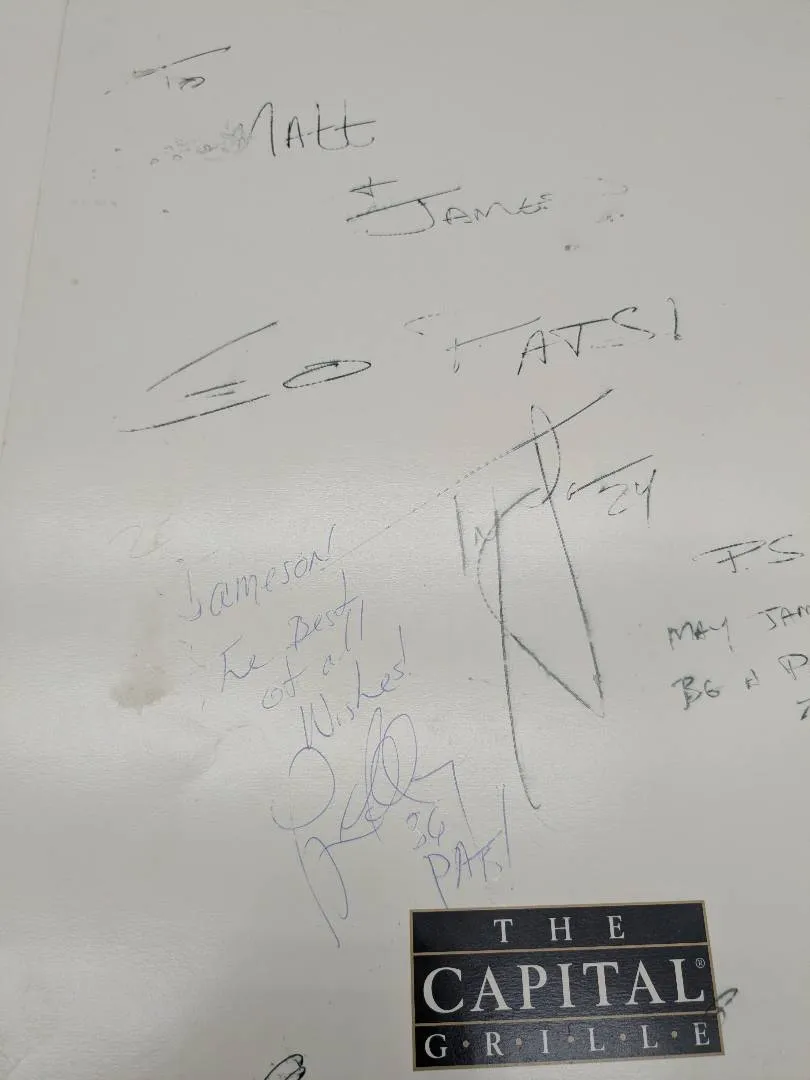 To
Matt
+ James
GO PATS!
24
P.S
MAY JAM
BE A P
Jameson
The Best
of all
Wishes!
36
PATS!
THE
CAPITAL®
G·R·I·L·L·E